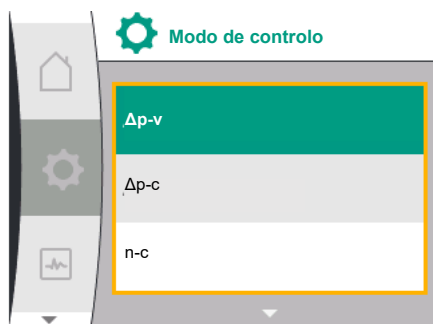 Modo de controlo
Δp-v
Δp-c
n-c